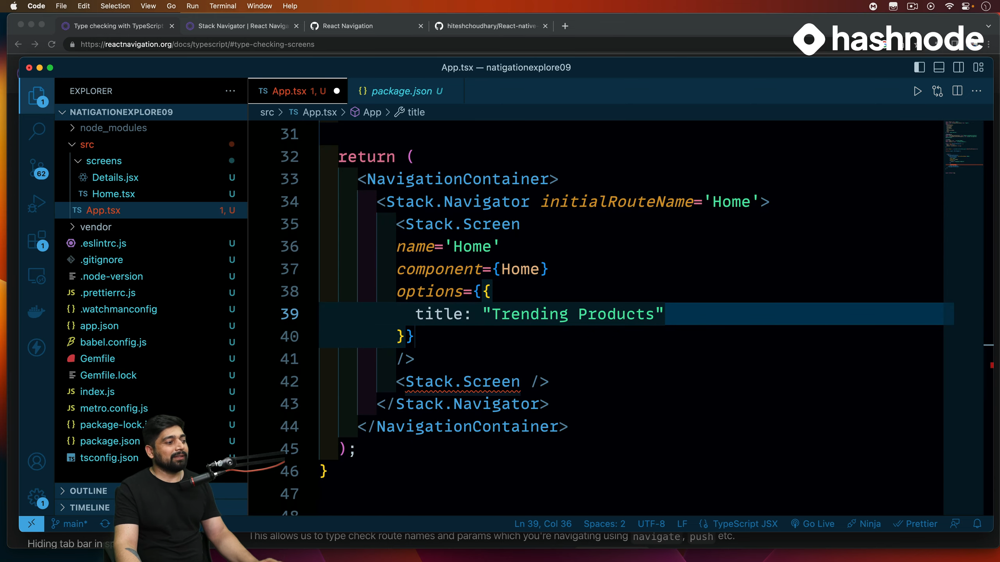 Code File Edit Selection View Go Run Terminal Window Help
Type checking with TypeScript
Stack Navigator | React Naviga
React Navigation
hiteshchoudhary/React-native-
https://reactnavigation.org/docs/typescript/#type-checking-screens
hashnode
App.tsx — natigationexplore09
EXPLORER
TS App.tsx 1, U
{} package.json U
NATIGATIONEXPLORE09
src > TS App.tsx > App > title
node_modules
src
screens
Details.jsx U
TS Home.tsx U
TS App.tsx 1, U
vendor
.eslintrc.js U
.gitignore U
.node-version U
JS .prettierrc.js U
{} .watchmanconfig U
{} app.json U
babel.config.js U
Gemfile U
Gemfile.lock U
JS index.js U
JS metro.config.js U
{} package-lock. U
{} package.json U
TS tsconfig.json
OUTLINE
TIMELINE
1
62
1
1
31
32 return (
33 <NavigationContainer>
34 <Stack.Navigator initialRouteName='Home'>
35 <Stack.Screen
36 name='Home'
37 component={Home}
38 options={{
39 title: "Trending Products"
40 }}
41 />
42 <Stack.Screen />
43 </Stack.Navigator>
44 </NavigationContainer>
45 );
46 }
47
48
main* Ln 39, Col 36 Spaces: 2 UTF-8 LF TypeScript JSX Go Live Ninja Prettier
Hiding tab bar in
This allows us to type check route names and params which you're navigating using navigate, push etc.